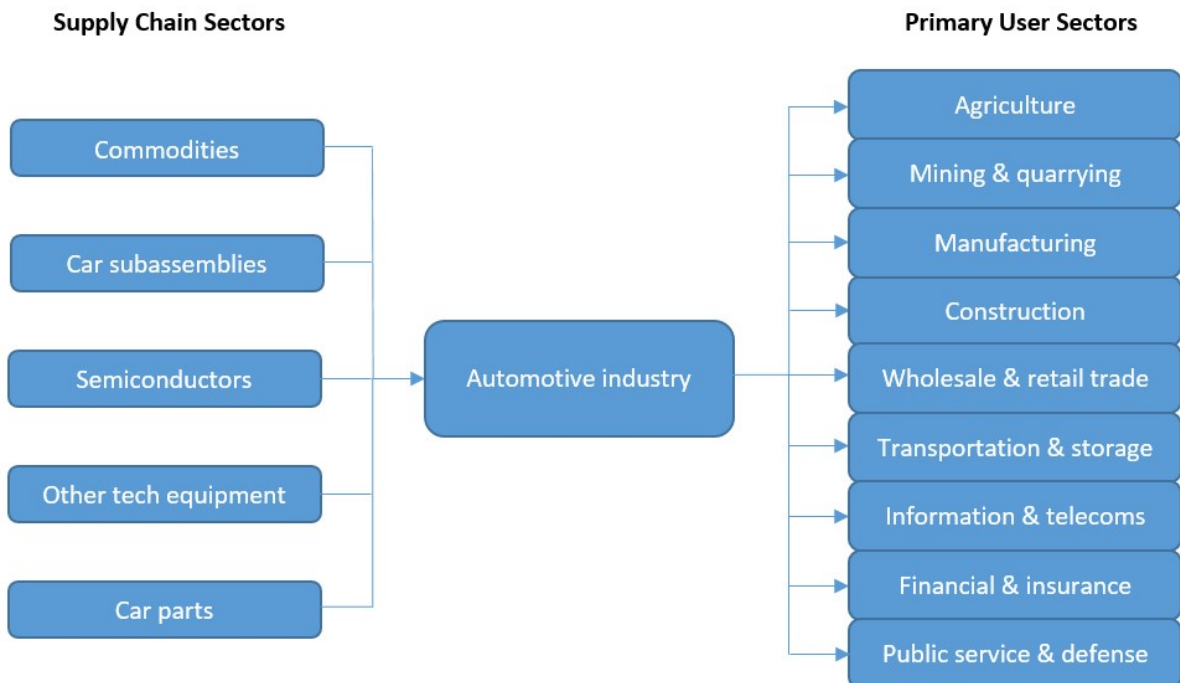 Supply Chain Sectors
Primary User Sectors
Commodities
Car subassemblies
Semiconductors
Other tech equipment
Car parts
Automotive industry
Agriculture
Mining & quarrying
Manufacturing
Construction
Wholesale & retail trade
Transportation & storage
Information & telecoms
Financial & insurance
Public service & defense